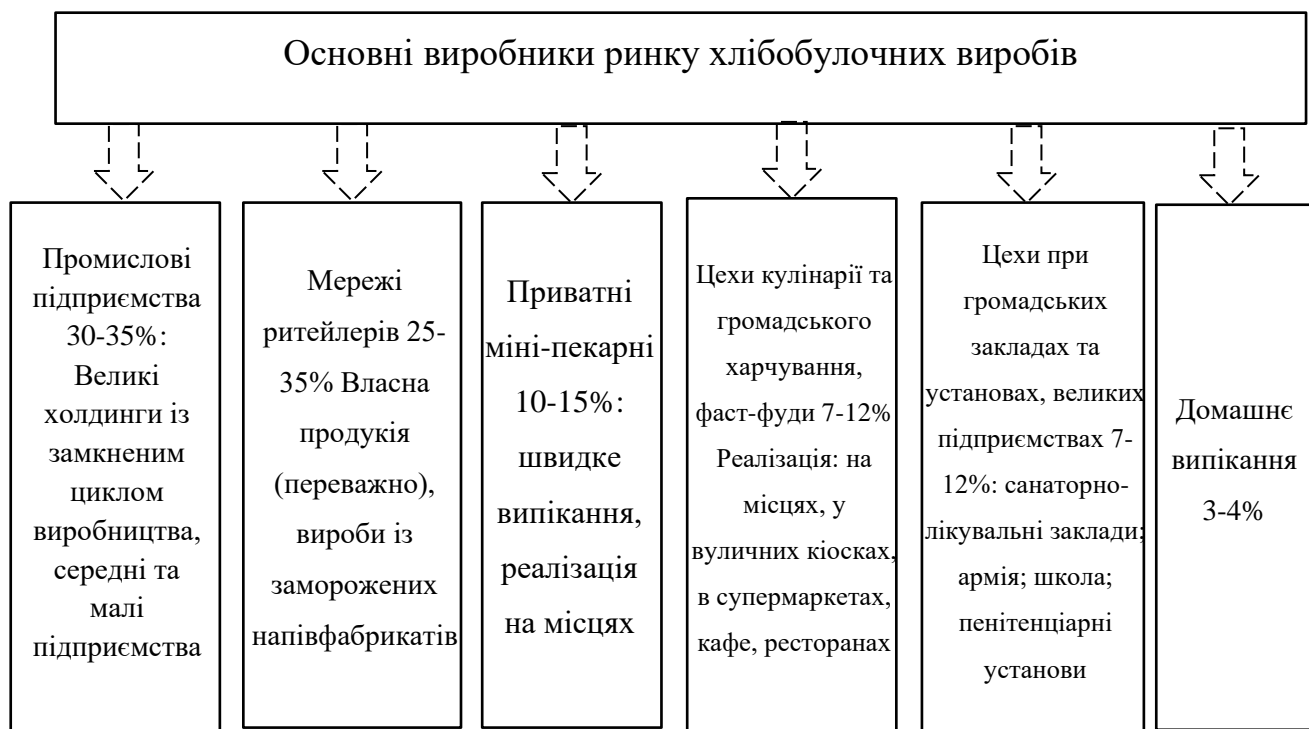 Основні виробники ринку хлібобулочних виробів
Промислові
підприємства
30-35%:
Великі
холдинги із
замкненим
циклом
виробництва,
середні та
малі
підприємства
Мережі
ритейлерів 25-
35% Власна
продукія
(переважно),
вироби із
заморожених
напівфабрикатів
Приватні
міні-пекарні
10-15%:
швидке
випікання,
реалізація
на місцях
Цехи кулінарії та
громадського
харчування,
фаст-фуди 7-12%
Реалізація: на
місцях, у
вуличних кіосках,
в супермаркетах,
кафе, ресторанах
Цехи при
громадських
закладах та
установах, великих
підприємствах 7-
12%: санаторно-
лікувальні заклади;
армія; школа;
пенітенціарні
установи
Домашнє
випікання
3-4%